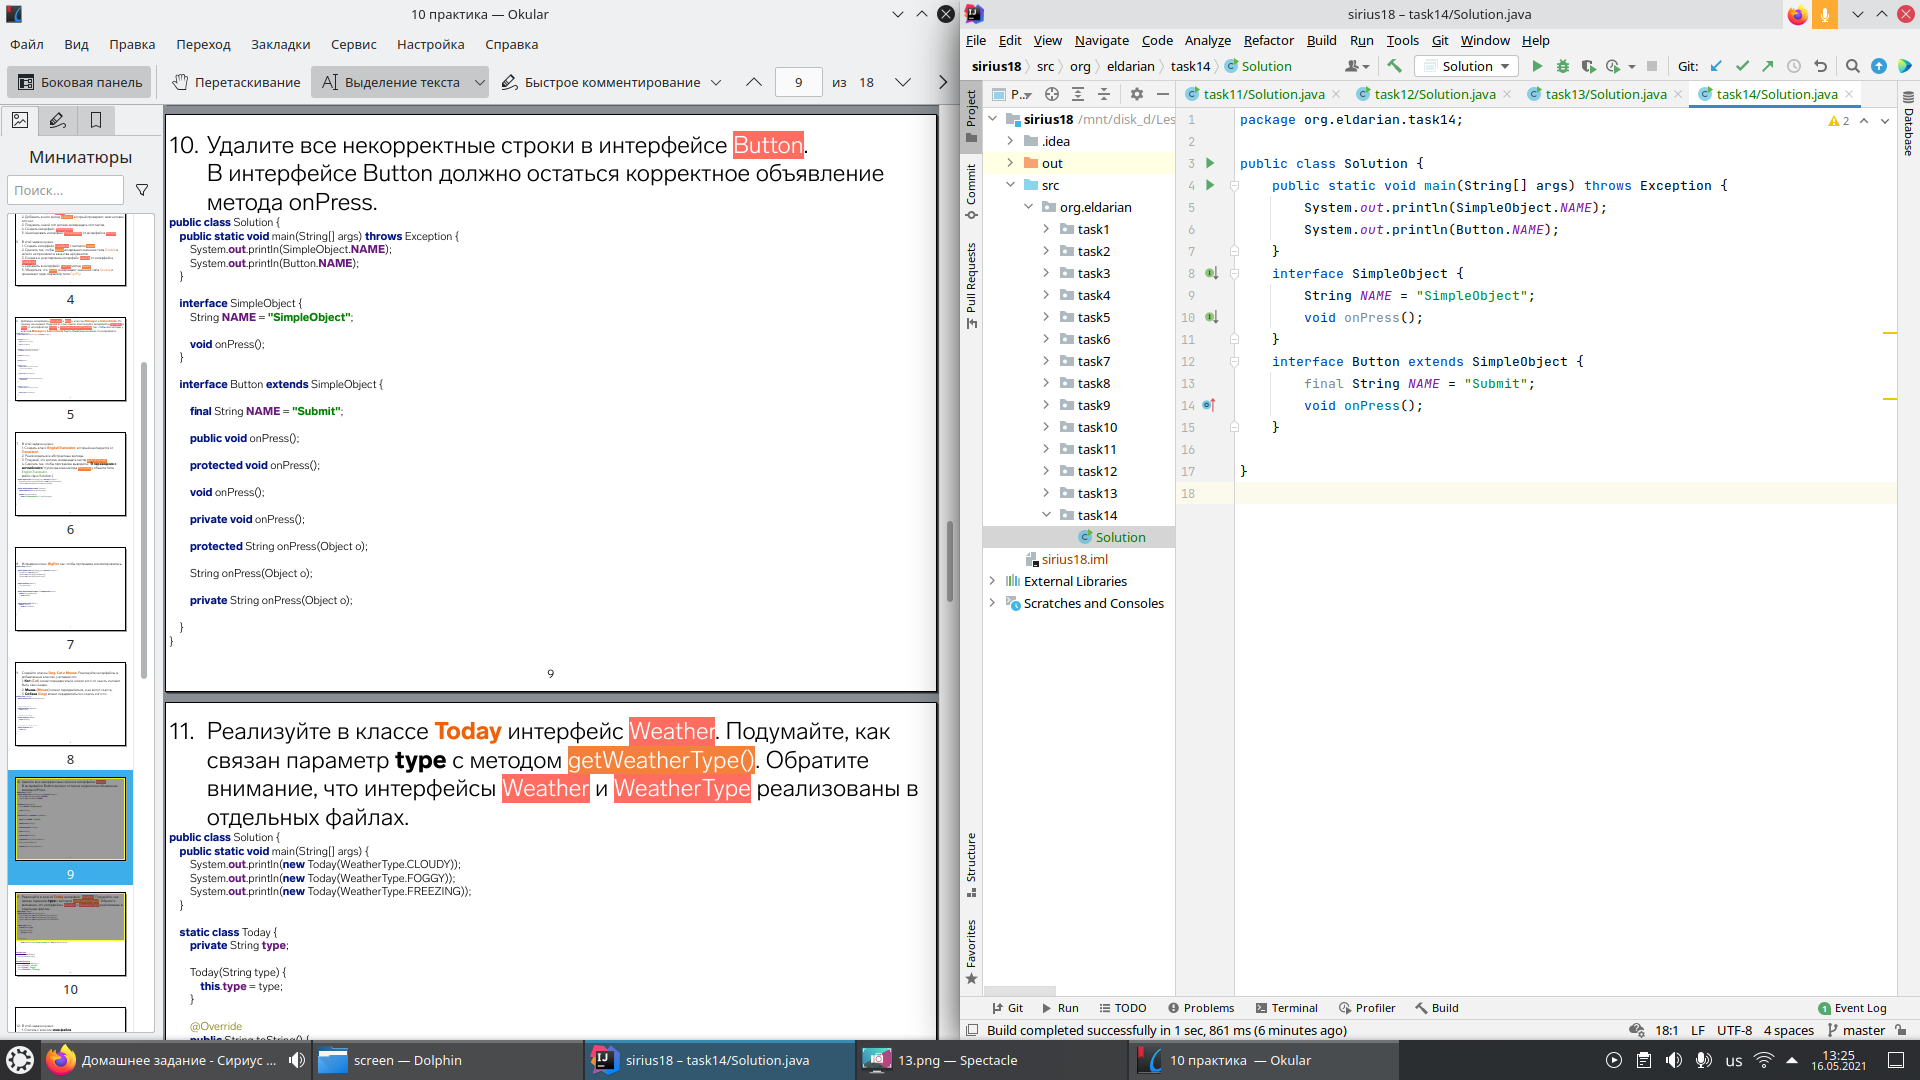 10 практика — Okular
Файл Вид Правка Переход Закладки Сервис Настройка Справка
Боковая панель Перетаскивание Выделение текста Быстрое комментирование 9 из 18
Миниатюры
Поиск...
4
5
6
7
8
9
10
10. Удалите все некорректные строки в интерфейсе Button.
В интерфейсе Button должно остаться корректное объявление
метода onPress.
public class Solution {
public static void main(String[] args) throws Exception {
System.out.println(SimpleObject.NAME);
System.out.println(Button.NAME);
}
interface SimpleObject {
String NAME = "SimpleObject";
void onPress();
}
interface Button extends SimpleObject {
final String NAME = "Submit";
public void onPress();
protected void onPress();
void onPress();
private void onPress();
protected String onPress(Object o);
String onPress(Object o);
private String onPress(Object o);
}
}
9
11. Реализуйте в классе Today интерфейс Weather. Подумайте, как
связан параметр type с методом getWeatherType(). Обратите
внимание, что интерфейсы Weather и WeatherType реализованы в
отдельных файлах.
public class Solution {
public static void main(String[] args) {
System.out.println(new Today(WeatherType.CLOUDY));
System.out.println(new Today(WeatherType.FOGGY));
System.out.println(new Today(WeatherType.FREEZING));
}
static class Today {
private String type;
Today(String type) {
this.type = type;
}
@Override
public String toString() {
sirius18 – task14/Solution.java
File Edit View Navigate Code Analyze Refactor Build Run Tools Git Window Help
sirius18 src org eldarian task14 Solution Solution Git:
Project
Commit
Pull Requests
Structure
Favorites
Database
P..
task11/Solution.java task12/Solution.java task13/Solution.java task14/Solution.java
sirius18 /mnt/disk_d/Les
.idea
out
src
org.eldarian
task1
task2
task3
task4
task5
task6
task7
task8
task9
task10
task11
task12
task13
task14
Solution
sirius18.iml
External Libraries
Scratches and Consoles
1 package org.eldarian.task14; 2
2
3 public class Solution {
4 public static void main(String[] args) throws Exception {
5 System.out.println(SimpleObject.NAME);
6 System.out.println(Button.NAME);
7 }
8 interface SimpleObject {
9 String NAME = "SimpleObject";
10 void onPress();
11 }
12 interface Button extends SimpleObject {
13 final String NAME = "Submit";
14 void onPress();
15 }
16
17 }
18
Git Run TODO Problems Terminal Profiler Build 1 Event Log
Build completed successfully in 1 sec, 861 ms (6 minutes ago) 18:1 LF UTF-8 4 spaces master
Домашнее задание - Сириус ... screen — Dolphin sirius18 – task14/Solution.java 13.png — Spectacle 10 практика — Okular us 13:25
16.05.2021